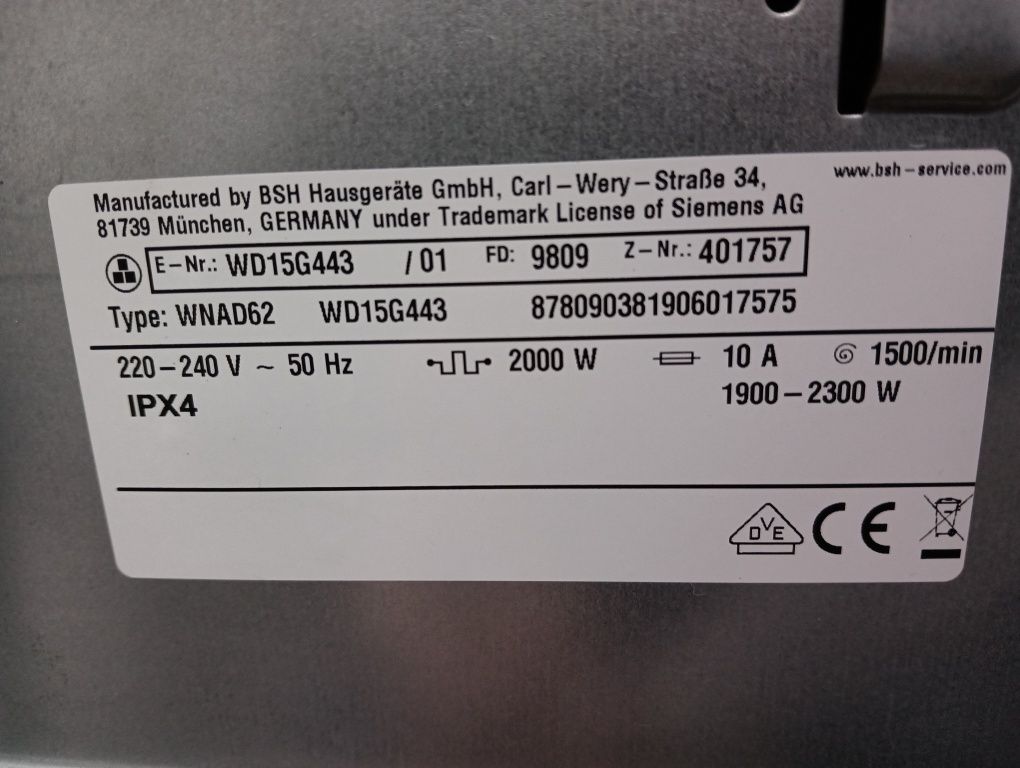 www.bsh-service.com
Manufactured by BSH Hausgeräte GmbH, Carl-Wery-Straße 34,
81739 München, GERMANY under Trademark License of Siemens AG
E-Nr.: WD15G443 /01 FD: 9809 Z-Nr.: 401757
Type: WNAD62 WD15G443 878090381906017575
220-240 V ~ 50 Hz 2000 W 10 A 1500/min
IPX4 1900-2300 W
DVE CE